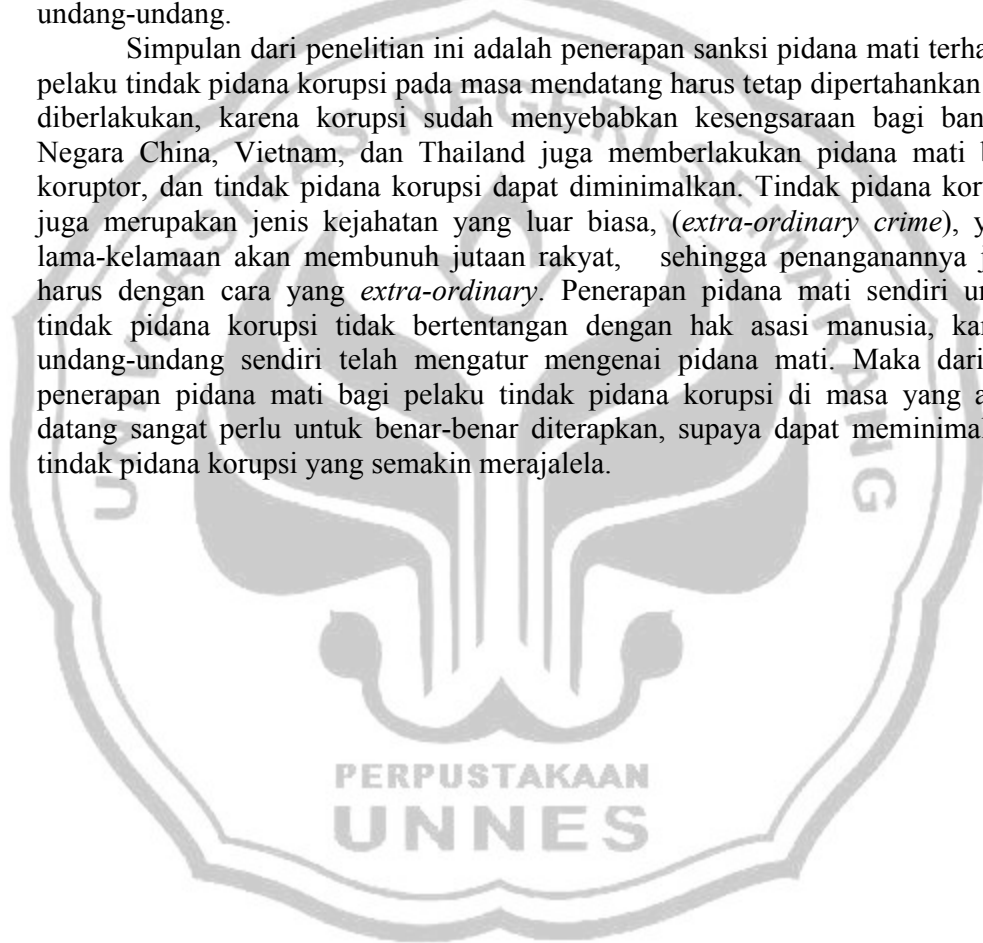 undang-undang.
Simpulan dari penelitian ini adalah penerapan sanksi pidana mati terha
pelaku tindak pidana korupsi pada masa mendatang harus tetap dipertahankan
diberlakukan, karena korupsi sudah menyebabkan kesengsaraan bagi ban
Negara China, Vietnam, dan Thailand juga memberlakukan pidana mati b
koruptor, dan tindak pidana korupsi dapat diminimalkan. Tindak pidana kor
juga merupakan jenis kejahatan yang luar biasa, (extra-ordinary crime), y
lama-kelamaan akan membunuh jutaan rakyat, sehingga penanganannya j
harus dengan cara yang extra-ordinary. Penerapan pidana mati sendiri un
tindak pidana korupsi tidak bertentangan dengan hak asasi manusia, kar
undang-undang sendiri telah mengatur mengenai pidana mati. Maka dari
penerapan pidana mati bagi pelaku tindak pidana korupsi di masa yang a
datang sangat perlu untuk benar-benar diterapkan, supaya dapat meminimal
tindak pidana korupsi yang semakin merajalela.
UNIVERSITAS NEGERI SEMARANG
PERPUSTAKAAN
UNNES